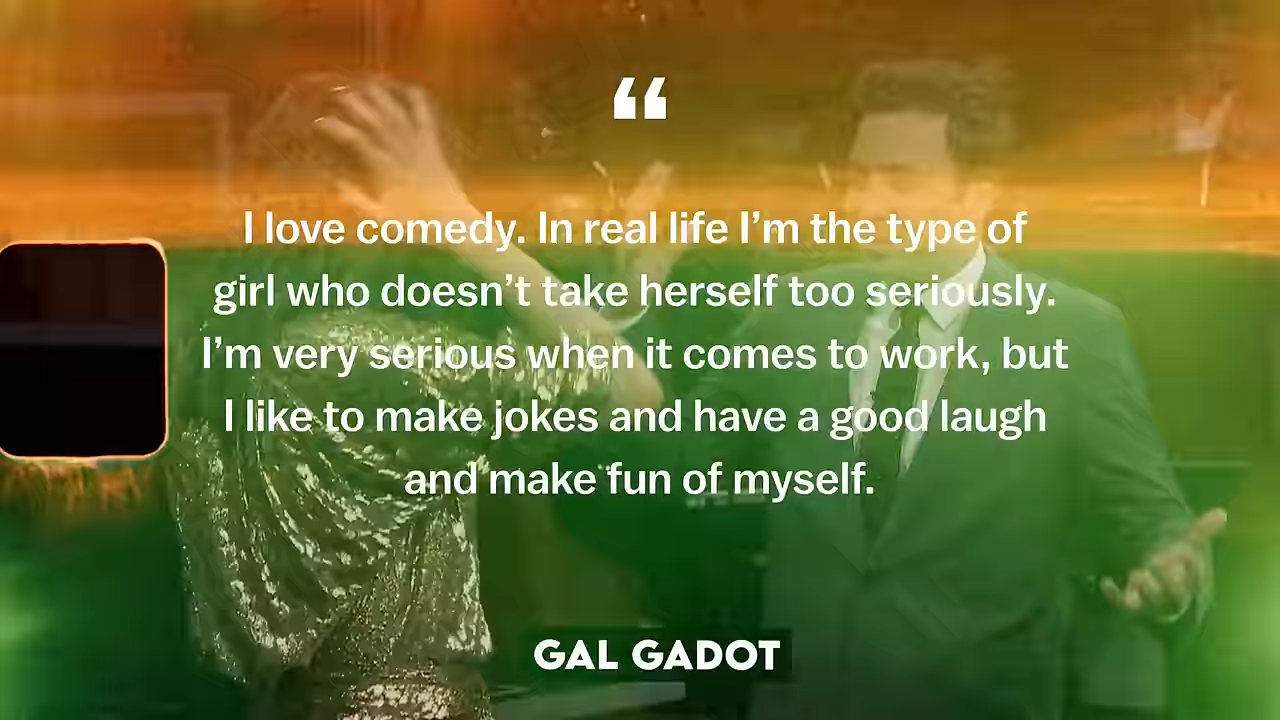 “
I love comedy. In real life I’m the type of
girl who doesn’t take herself too seriously.
I’m very serious when it comes to work, but
I like to make jokes and have a good laugh
and make fun of myself.
GAL GADOT